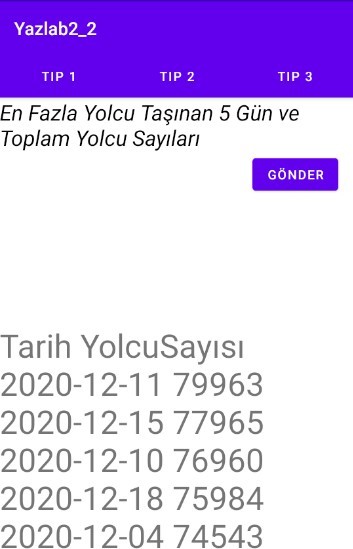 Yazlab2_2
TIP 1 TIP 2 TIP 3
En Fazla Yolcu Taşınan 5 Gün ve
Toplam Yolcu Sayıları
GÖNDER
Tarih YolcuSayısı
2020-12-11 79963
2020-12-15 77965
2020-12-10 76960
2020-12-18 75984
2020-12-04 74543